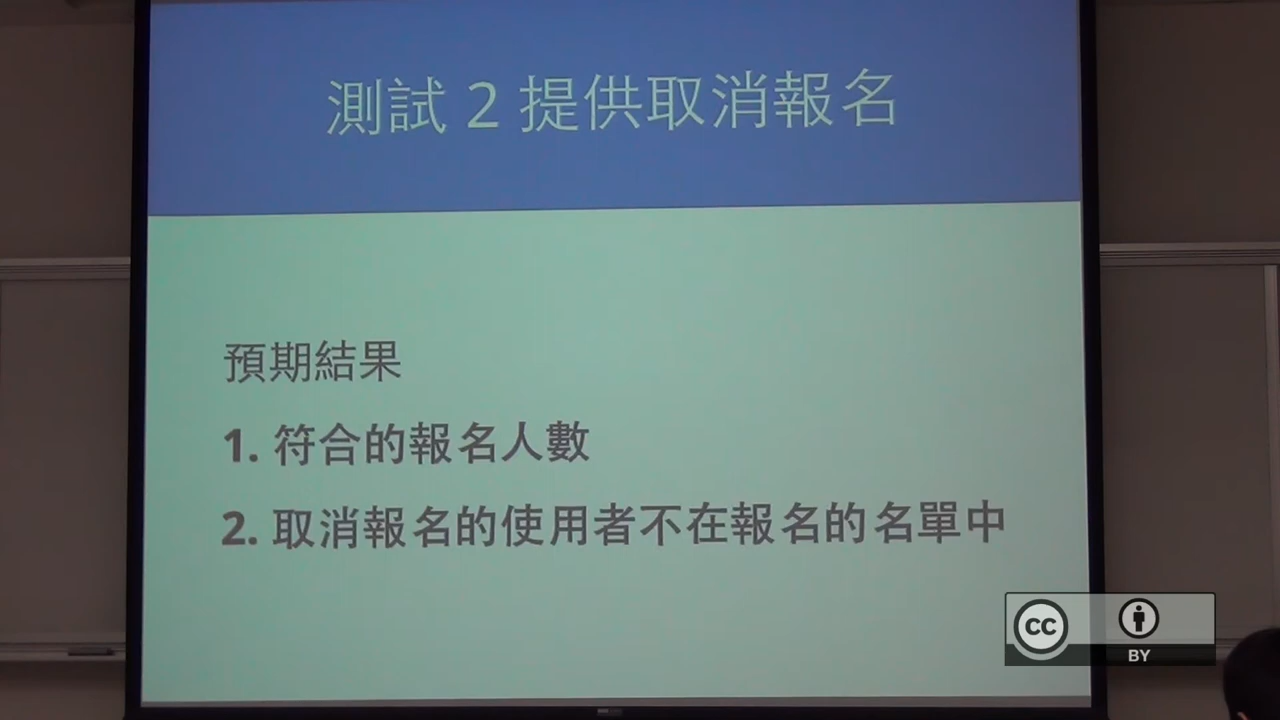 測試 2 提供取消報名
預期結果
1. 符合的報名人數
2. 取消報名的使用者不在報名的名單中
CC
BY